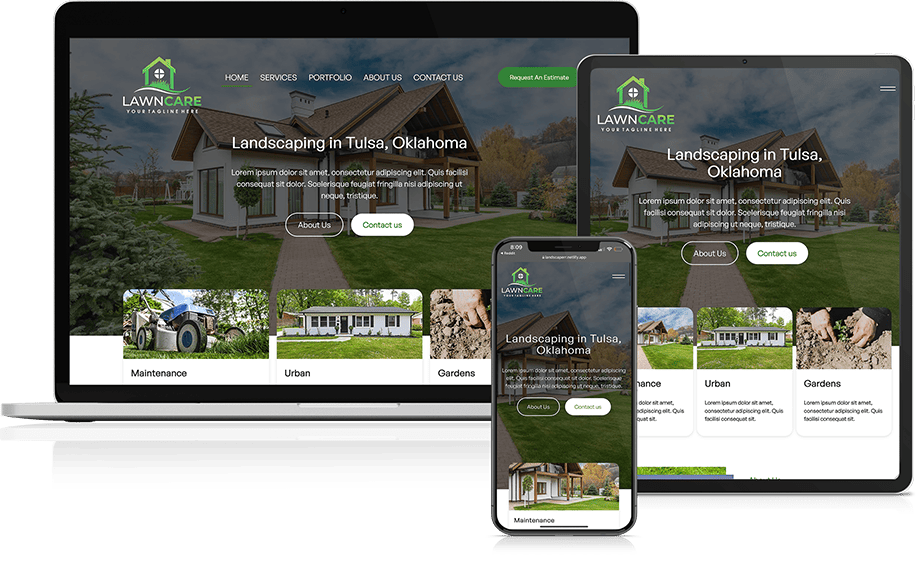 LAWNCARE
YOUR TAGLINE HERE
HOME SERVICES PORTFOLIO ABOUT US CONTACT US
Request An Estimate
Landscaping in Tulsa, Oklahoma
Lorem ipsum dolor sit amet, consectetur adipiscing elit. Quis facilisi
consequat sit dolor. Scelerisque feugiat fringilla nisi adipiscing ut
neque, tristique.
About Us Contact us
Maintenance Urban Gardens
LAWNCARE
YOUR TAGLINE HERE
Landscaping in Tulsa,
Oklahoma
Lorem ipsum dolor sit amet, consectetur adipiscing elit. Quis
facilisi consequat sit dolor. Scelerisque feugiat fringilla nisi
adipiscing ut neque, tristique.
About Us Contact us
nance Urban Gardens
dolor sit amet, Lorem ipsum dolor sit amet, Lorem ipsum dolor sit amet,
adipiscing elit. consectetur adipiscing elit. consectetur adipiscing elit.
sit dolor. Quis facilisi consequat sit dolor. Quis facilisi consequat sit dolor.
About Us
8:09
landscaperr.netlify.app
LAWNCARE
YOUR TAGLINE HERE
Landscaping in Tulsa,
Oklahoma
Lorem ipsum dolor sit amet, consectetur adipiscing
elit. Quis facilisi consequat sit dolor. Scelerisque
feugiat fringilla nisi adipiscing ut neque, tristique.
About Us Contact us
Maintenance